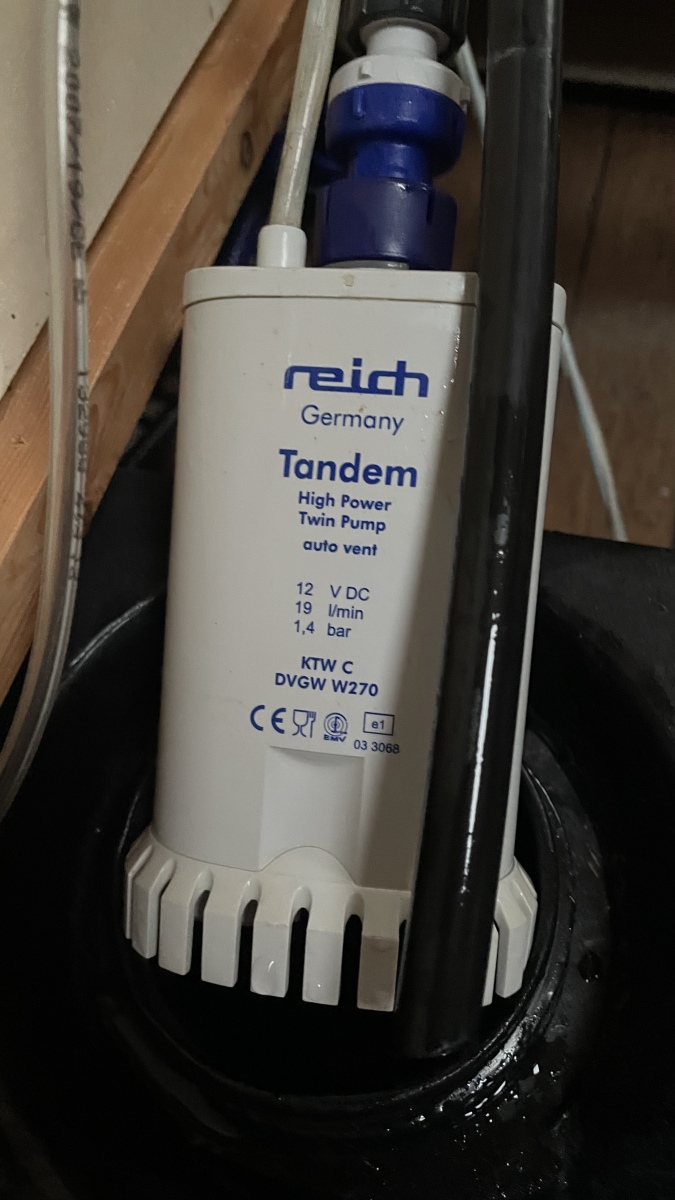 reich
Germany
Tandem
High Power
Twin Pump
auto vent
12 V DC
19 l/min
1,4 bar
KTW C
DVGW W270
CE
EMV
e1
03 3068